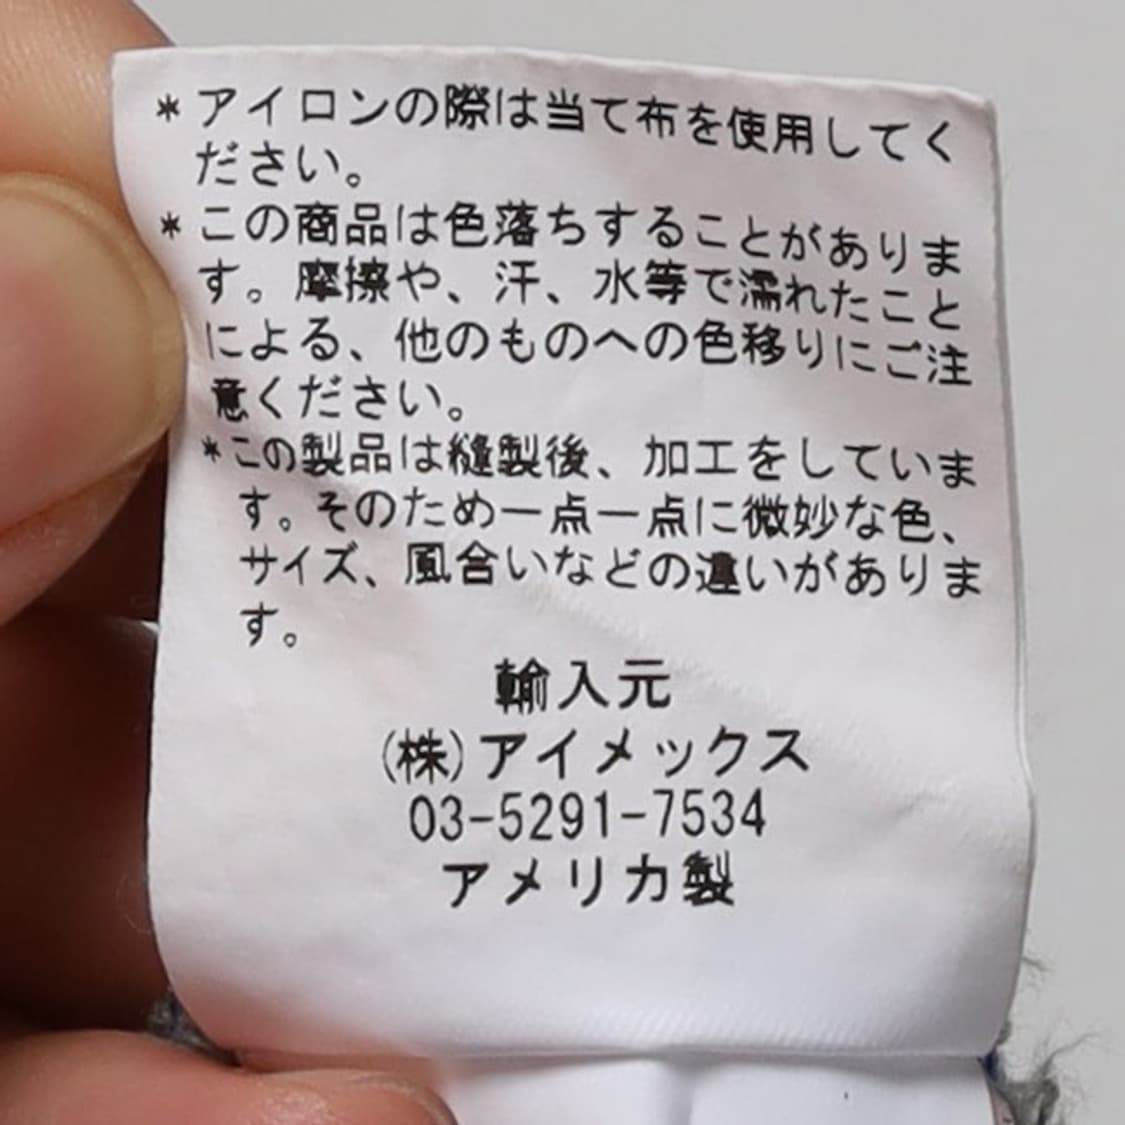 *アイロンの際は当て布を使用してく
ださい。
*この商品は色落ちすることがありま
す。摩擦や、汗、水等で濡れたこと
による、他のものへの色移りにご注
意ください。
*この製品は縫製後、加工をしていま
す。そのため一点一点に微妙な色、
サイズ、風合いなどの違いがありま
す。
輸入元
(株)アイメックス
03-5291-7534
アメリカ製